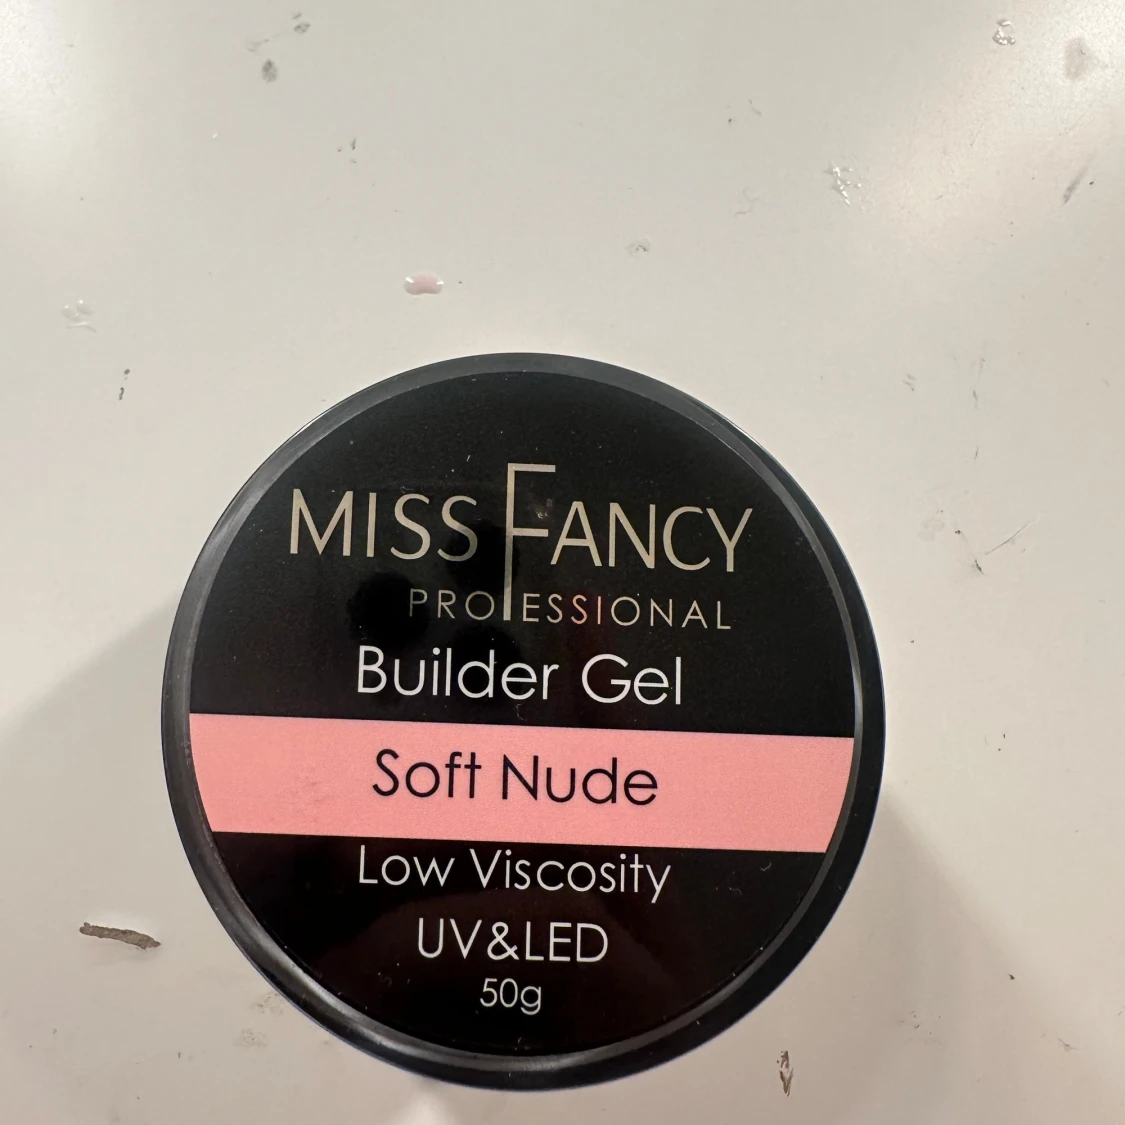 MISS FANCY
PROFESSIONAL
Builder Gel
Soft Nude
Low Viscosity
UV&LED
50g